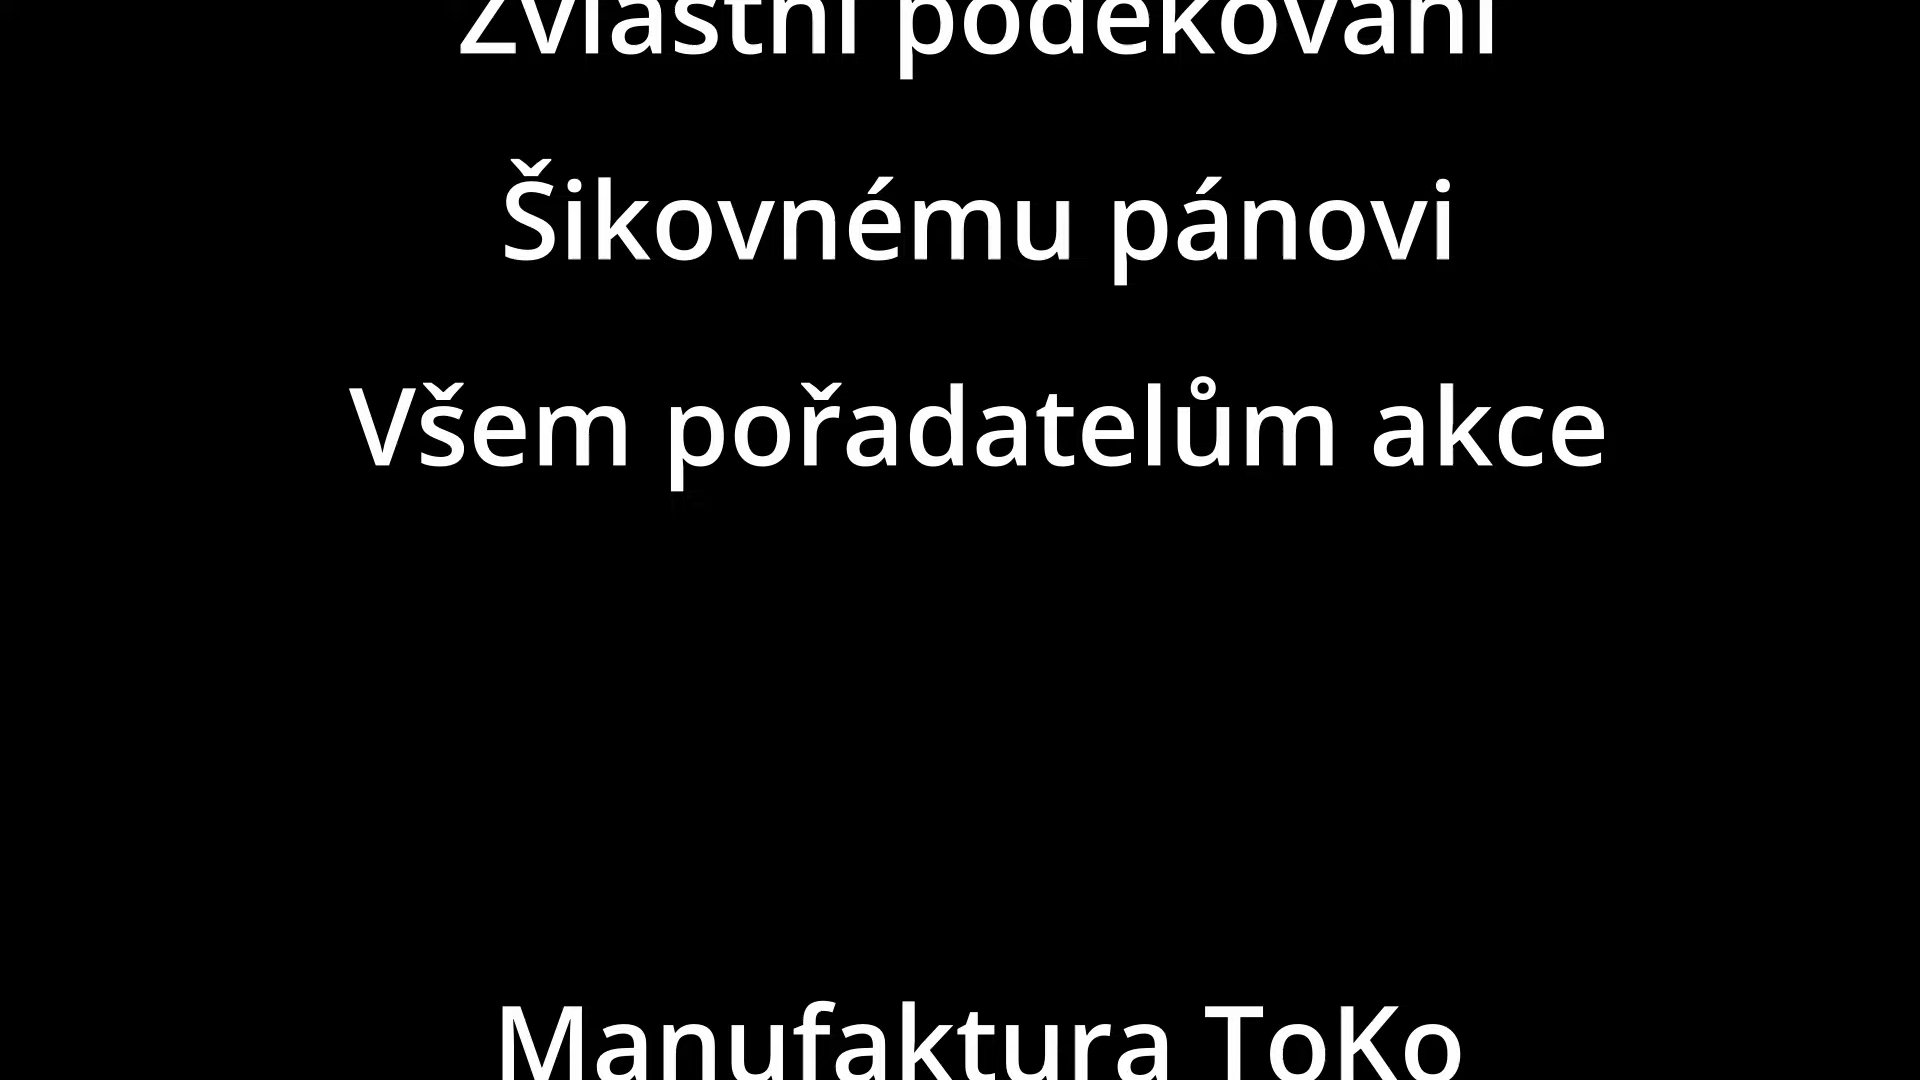 Zvláštní poděkování
Šikovnému pánovi
Všem pořadatelům akce
Manufaktura ToKo